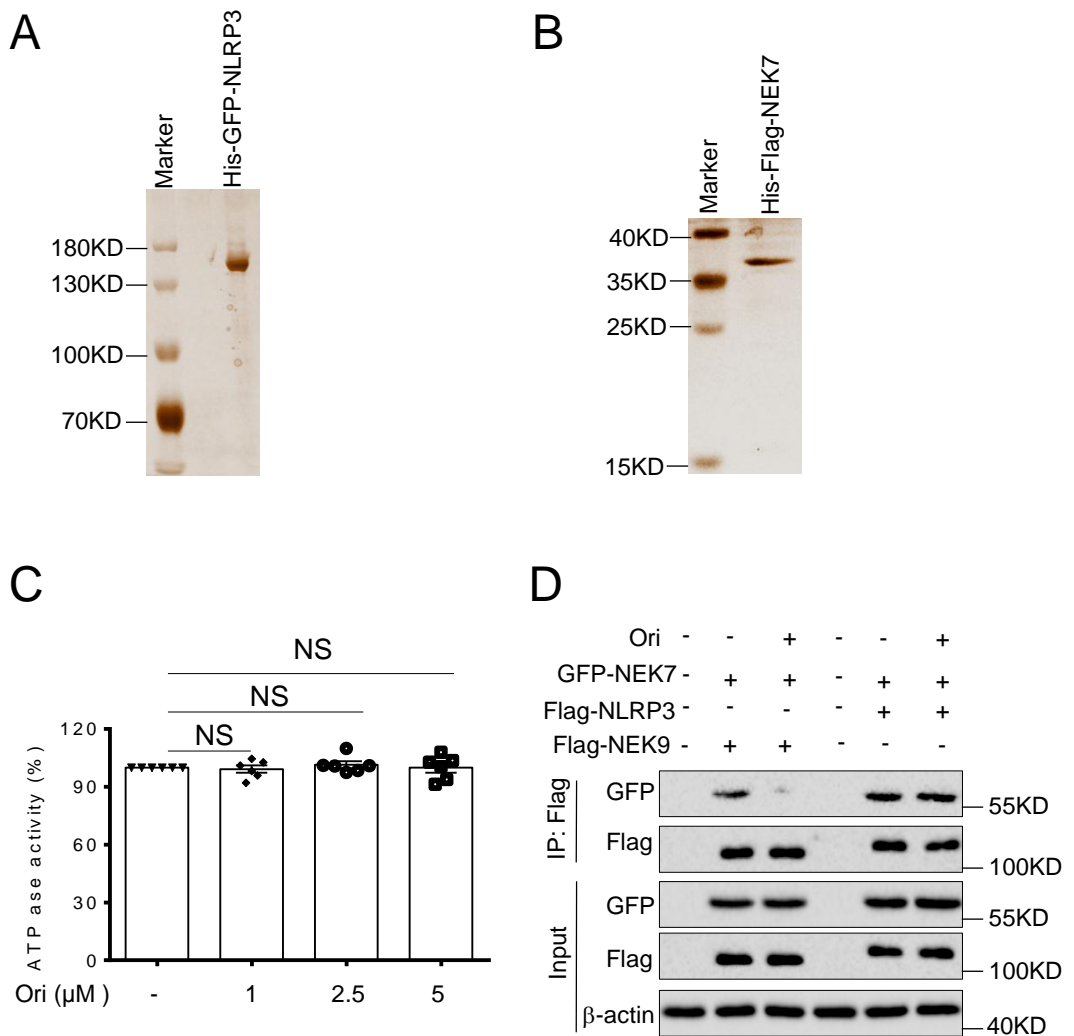 A
Marker
His-GFP-NLRP3
180KD
130KD
100KD
70KD
B
Marker
His-Flag-NEK7
40KD
35KD
25KD
15KD
C
NS
NS
NS
ATPase activity (%)
120
90
60
30
0
Ori (μM ) - 1 2.5 5
D
Ori - - + - - +
GFP-NEK7 - + + - + +
Flag-NLRP3 - - - - + +
Flag-NEK9 - + + - - -
IP: Flag
GFP 55KD
Flag 100KD
Input
GFP 55KD
Flag 100KD
β-actin 40KD